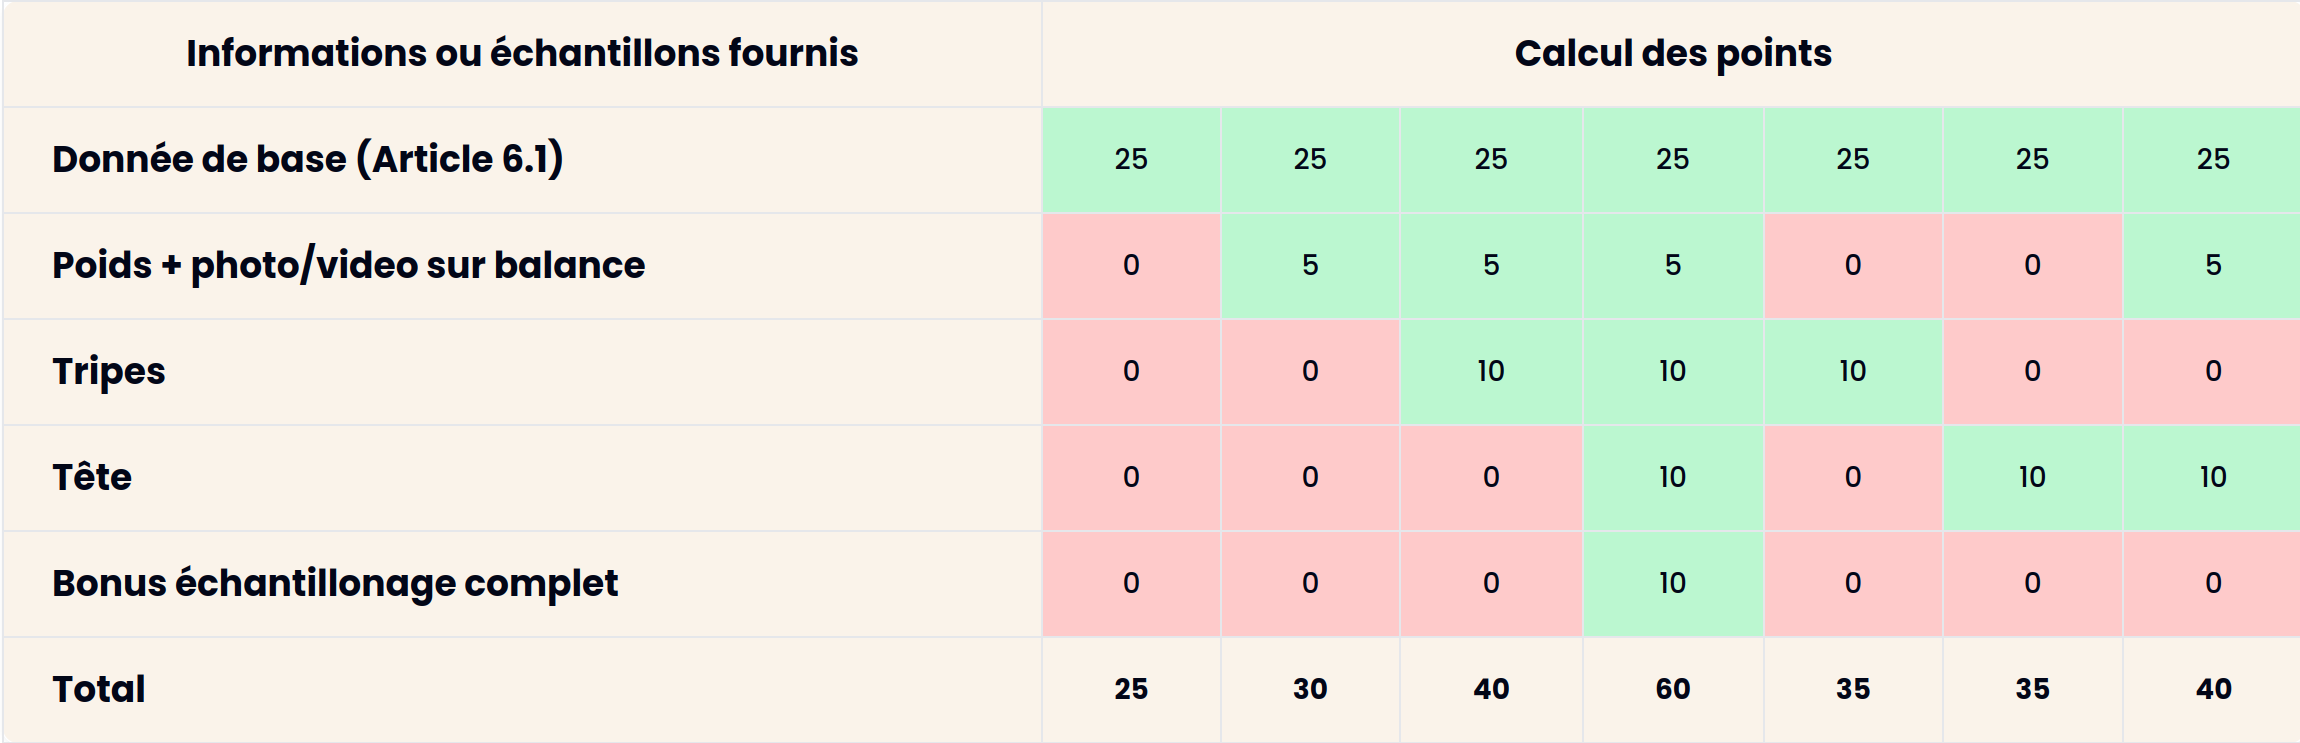 Informations ou échantillons fournis Calcul des points
Donnée de base (Article 6.1) 25 25 25 25 25 25 25
Poids + photo/video sur balance 0 5 5 5 0 0 5
Tripes 0 0 10 10 10 0 0
Tête 0 0 0 10 0 10 10
Bonus échantillonage complet 0 0 0 10 0 0 0
Total 25 30 40 60 35 35 40